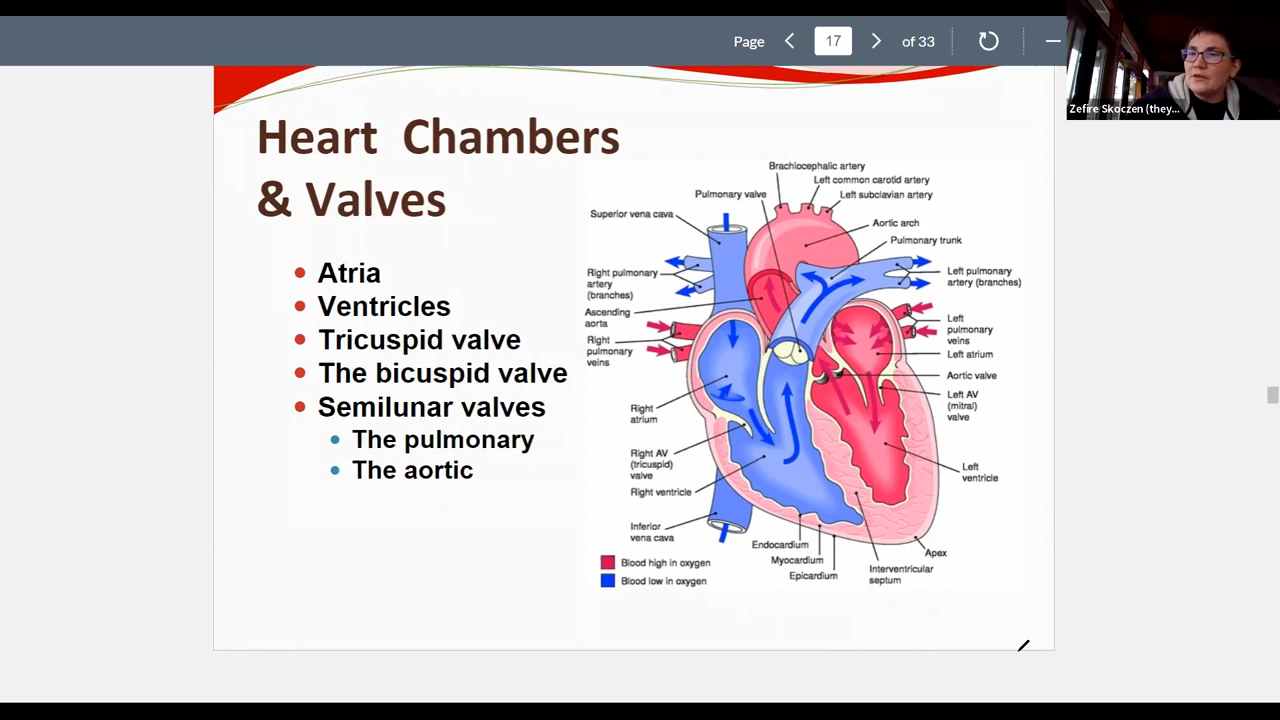 Page
17
of 33
Zefire Skoczen (they...
Heart Chambers
& Valves
Atria
Ventricles
Tricuspid valve
The bicuspid valve
Semilunar valves
The pulmonary
The aortic
Brachiocephalic artery
Left common carotid artery
Left subclavian artery
Pulmonary valve
Superior vena cava
Aortic arch
Pulmonary trunk
Right pulmonary
artery
(branches)
Left pulmonary
artery (branches)
Ascending
aorta
Right
pulmonary
veins
Left
pulmonary
veins
Left atrium
Aortic valve
Left AV
(mitral)
valve
Right
atrium
Right AV
(tricuspid)
valve
Right ventricle
Left
ventricle
Inferior
vena cava
Endocardium
Myocardium
Epicardium
Interventricular
septum
Apex
Blood high in oxygen
Blood low in oxygen